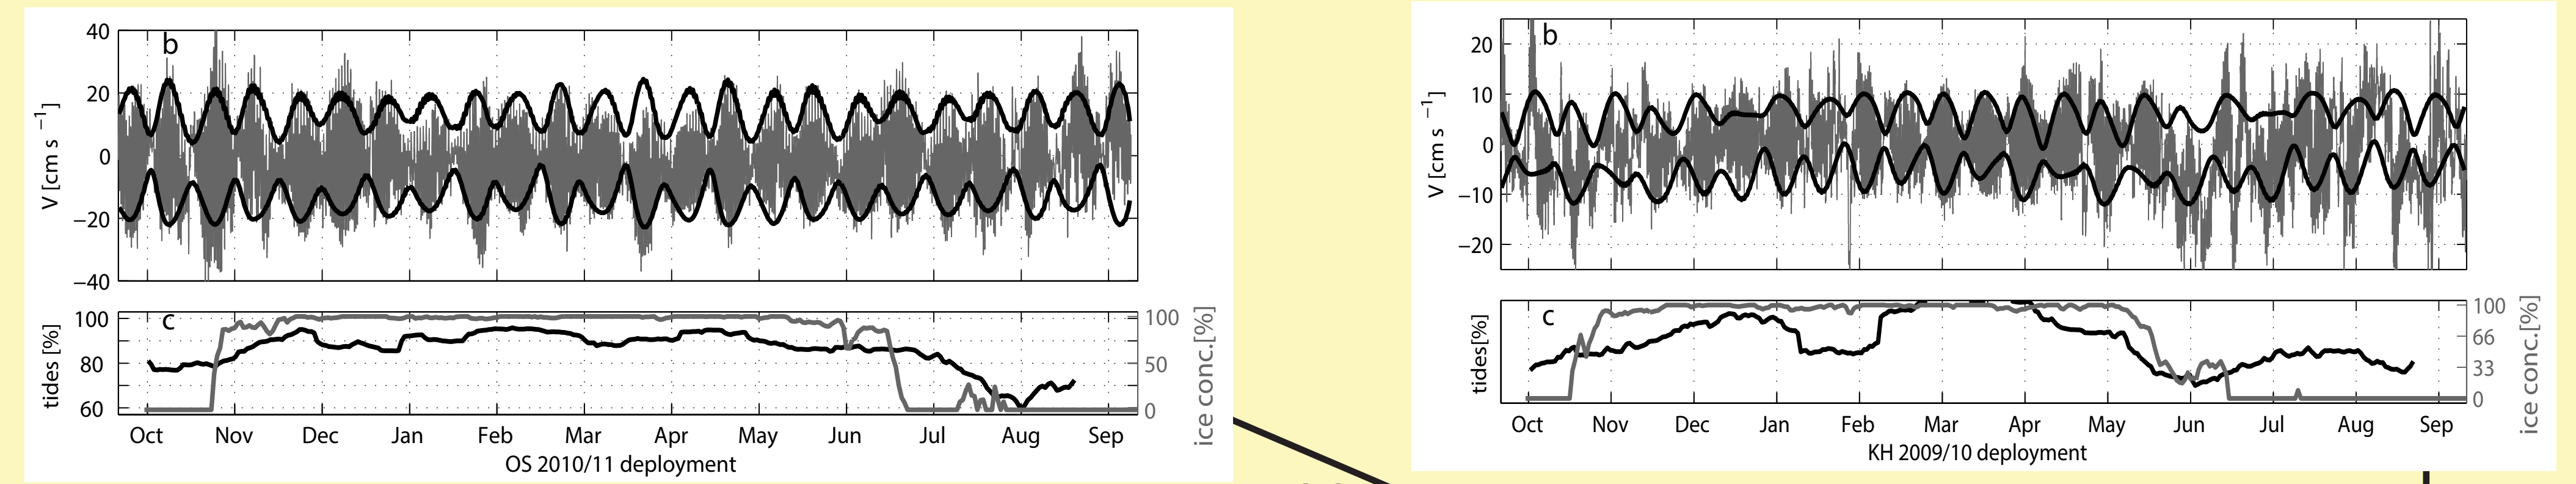 b
40
20
0
−20
−40
V [cm s ⁻¹]
c
100
80
60
tides [%]
100
50
0
ice conc.[%]
Oct Nov Dec Jan Feb Mar Apr May Jun Jul Aug Sep
OS 2010/11 deployment
b
20
10
0
−10
−20
V [cm s ⁻¹]
c
tides[%]
100
66
33
0
ice conc.[%]
Oct Nov Dec Jan Feb Mar Apr May Jun Jul Aug Sep
KH 2009/10 deployment